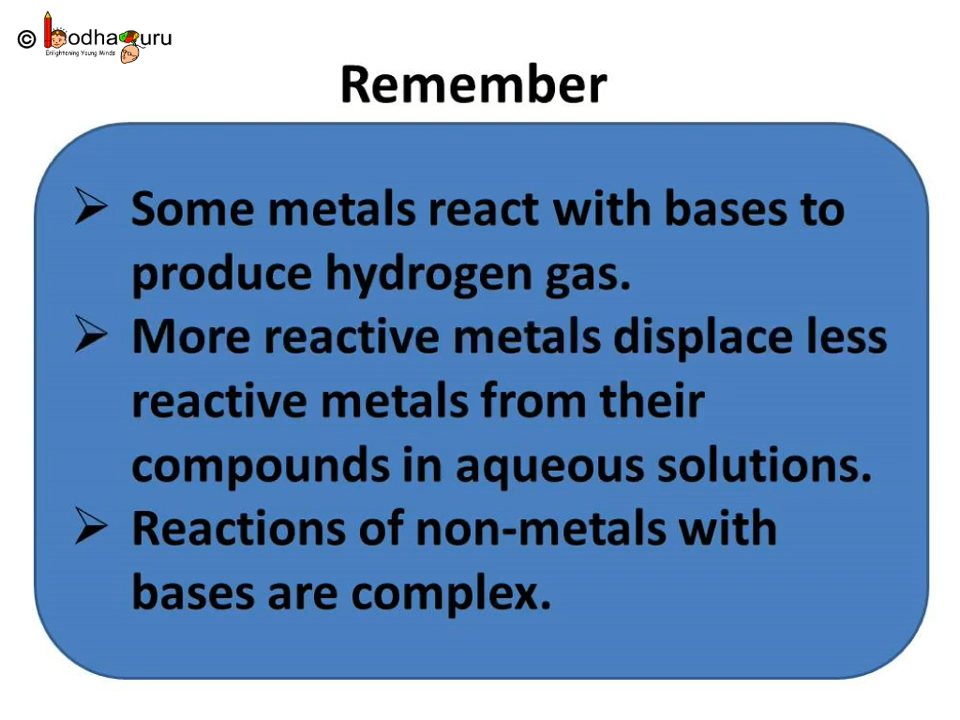 © BodhaGuru
Enlightening Young Minds
Remember
➢ Some metals react with bases to
produce hydrogen gas.
➢ More reactive metals displace less
reactive metals from their
compounds in aqueous solutions.
➢ Reactions of non-metals with
bases are complex.